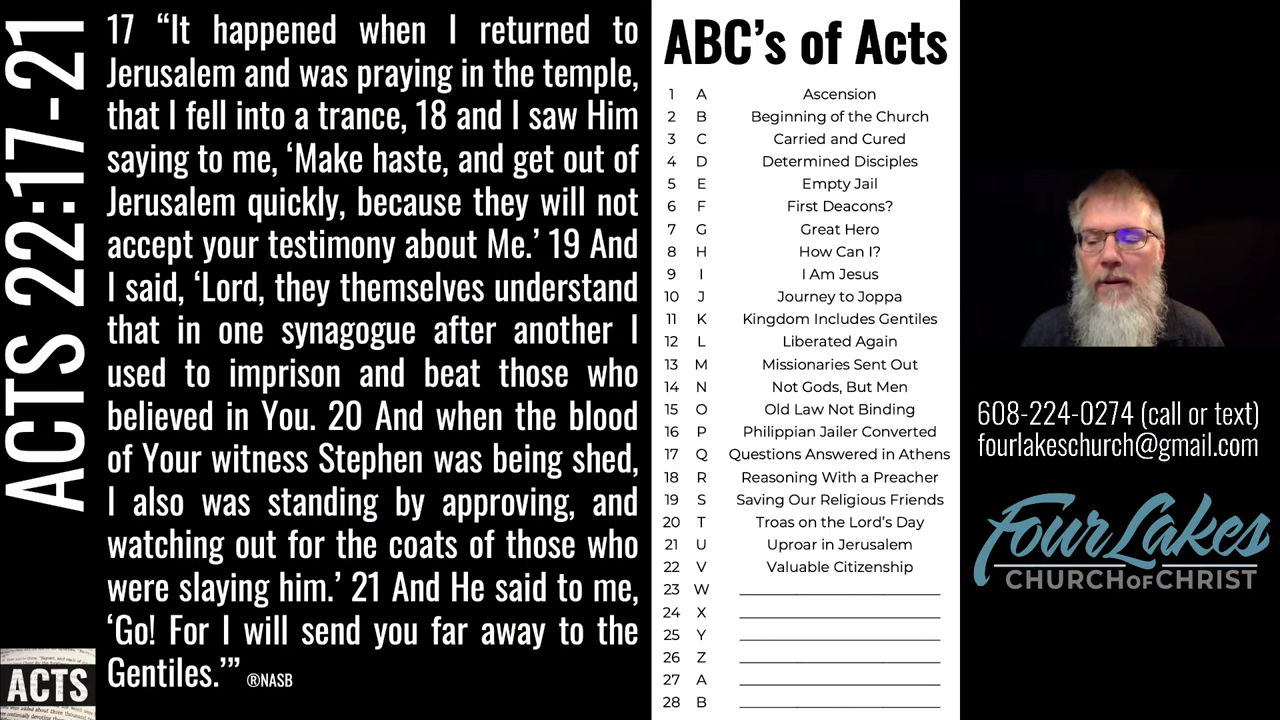 ACTS 22:17-21
17 “It happened when I returned to
Jerusalem and was praying in the temple,
that I fell into a trance, 18 and I saw Him
saying to me, ‘Make haste, and get out of
Jerusalem quickly, because they will not
accept your testimony about Me.’ 19 And
I said, ‘Lord, they themselves understand
that in one synagogue after another I
used to imprison and beat those who
believed in You. 20 And when the blood
of Your witness Stephen was being shed,
I also was standing by approving, and
watching out for the coats of those who
were slaying him.’ 21 And He said to me,
‘Go! For I will send you far away to the
Gentiles.’” ®NASB
ACTS
ABC’s of Acts
1 A Ascension
2 B Beginning of the Church
3 C Carried and Cured
4 D Determined Disciples
5 E Empty Jail
6 F First Deacons?
7 G Great Hero
8 H How Can I?
9 I I Am Jesus
10 J Journey to Joppa
11 K Kingdom Includes Gentiles
12 L Liberated Again
13 M Missionaries Sent Out
14 N Not Gods, But Men
15 O Old Law Not Binding
16 P Philippian Jailer Converted
17 Q Questions Answered in Athens
18 R Reasoning With a Preacher
19 S Saving Our Religious Friends
20 T Troas on the Lord’s Day
21 U Uproar in Jerusalem
22 V Valuable Citizenship
23 W
24 X
25 Y
26 Z
27 A
28 B
608-224-0274 (call or text)
fourlakeschurch@gmail.com
Four Lakes
CHURCH OF CHRIST